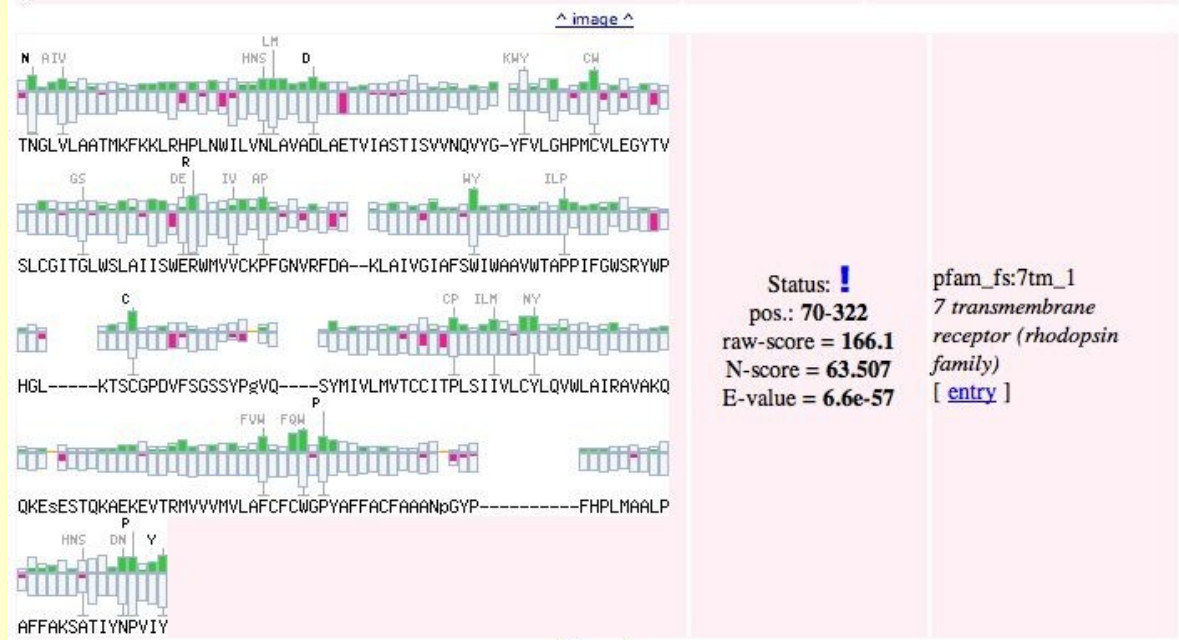 ^ image ^
LM
N AIV HNS D KWY CW
TNGLVLAATMKFKKLRHPLNWILVNLAVADLAETVIASTISVVNQVYG-YFVLGHPMCVLEGYTV
R
GS DE IV AP WY ILP
SLCGITGLWSLAIISWERWMVVCKPFGNVRFDA--KLAIVGIAFSWIWAAVWTAPPIFGWSRYWP
C CP ILM NY
HGL-----KTSCGPDVFSGSSYPgVQ----SYMIVLMVTCCITPLSIIVLCYLQVWLAIRAVAKQ
P
FVW FQW
QKEsESTQKAEKEVTRMVVVMVLAFCFCWGPYAFFACFAAANpGYP----------FHPLMAALP
P
HNS DN Y
AFFAKSATIYNPVIY
Status: !
pos.: 70-322
raw-score = 166.1
N-score = 63.507
E-value = 6.6e-57
pfam_fs:7tm_1
7 transmembrane
receptor (rhodopsin
family)
[ entry ]